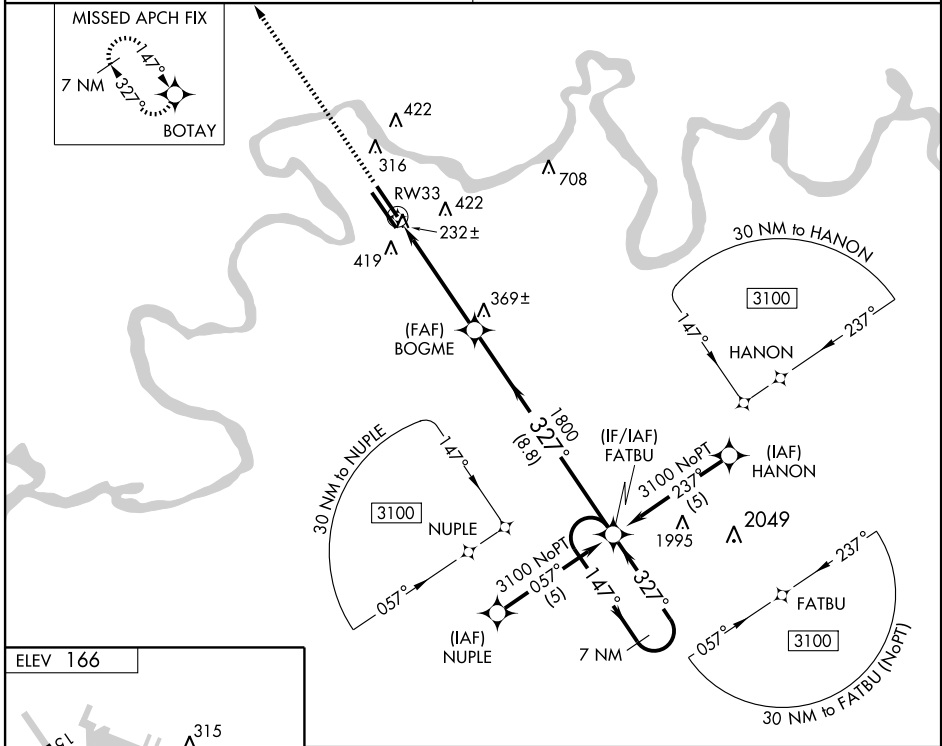 MISSED APCH FIX
147°
7 NM
327°
BOTAY
422
316
708
RW33
422
232±
419
369±
(FAF)
BOGME
30 NM to HANON
3100
147°
237°
HANON
1800
327°
(8.8)
(IF/IAF)
FATBU
(IAF)
HANON
3100 NoPT
237°
(5)
30 NM to NUPLE
147°
3100
NUPLE
057°
1995
2049
3100 NoPT
057°
(5)
147°
327°
(IAF)
NUPLE
7 NM
237°
FATBU
057°
3100
30 NM to FATBU (NoPT)
ELEV 166
315
15L